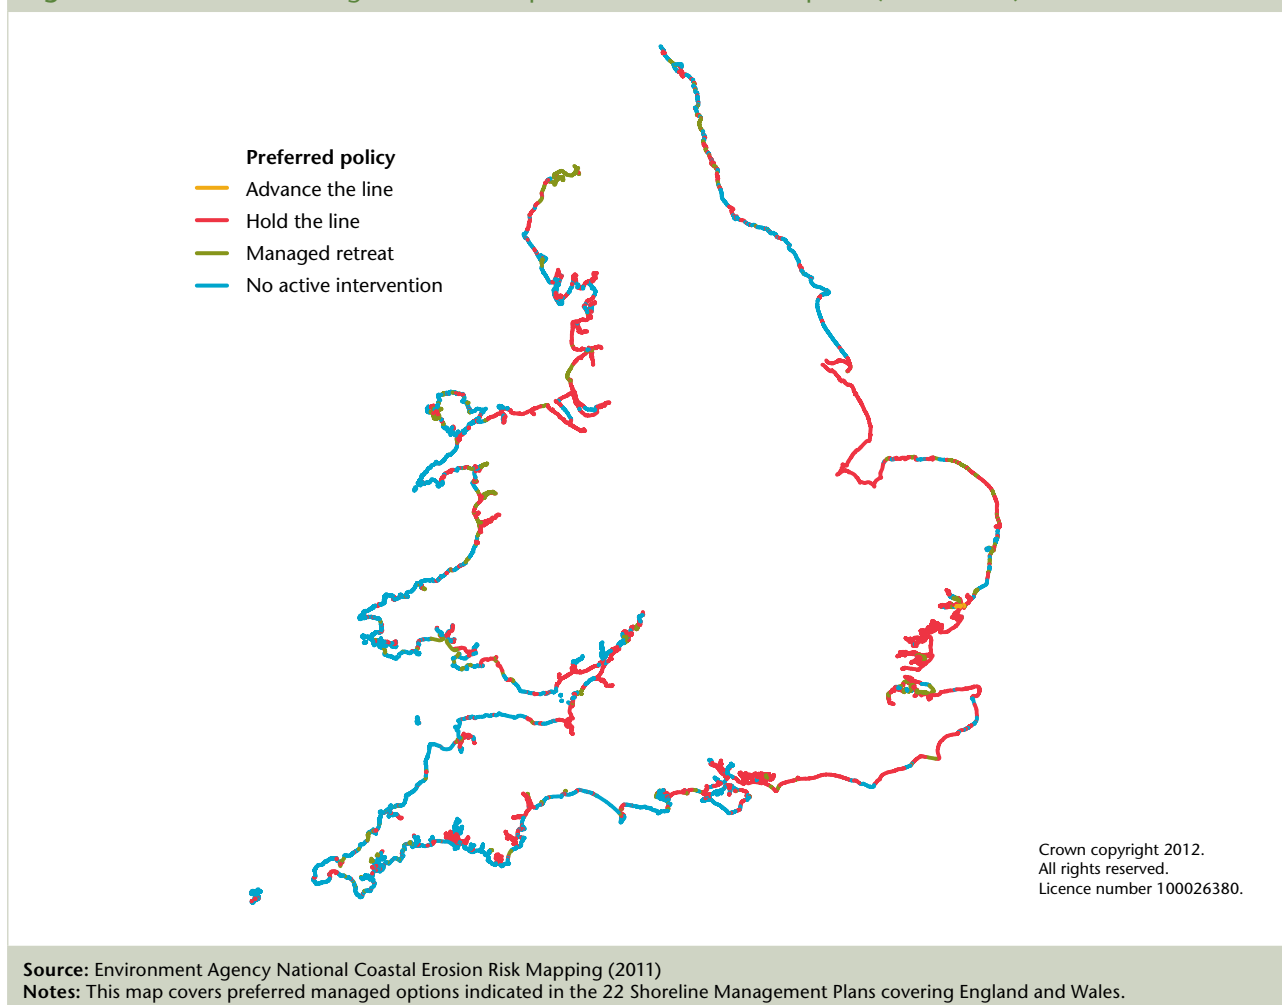 Preferred policy
Advance the line
Hold the line
Managed retreat
No active intervention
Crown copyright 2012.
All rights reserved.
Licence number 100026380.
Source: Environment Agency National Coastal Erosion Risk Mapping (2011)
Notes: This map covers preferred managed options indicated in the 22 Shoreline Management Plans covering England and Wales.